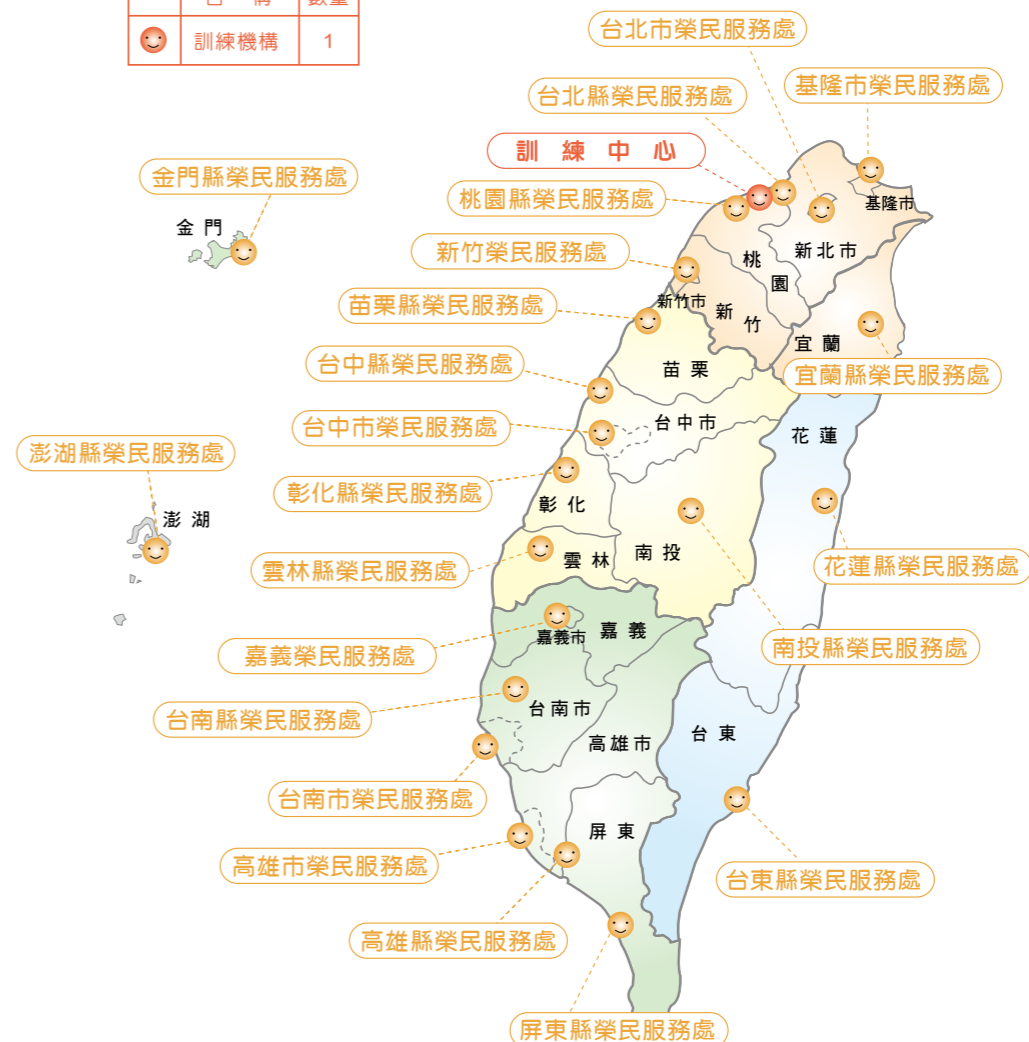 名 稱 數量
訓練機構 1
台北市榮民服務處
基隆市榮民服務處
台北縣榮民服務處
訓練中心
金門縣榮民服務處
桃園縣榮民服務處
基隆市
金門
新北市
新竹榮民服務處
桃園
新竹市
新竹
苗栗縣榮民服務處
宜蘭
台中縣榮民服務處
苗栗
宜蘭縣榮民服務處
台中市榮民服務處
台中市
花蓮
澎湖縣榮民服務處
彰化縣榮民服務處
彰化
澎湖
南投
雲林
雲林縣榮民服務處
花蓮縣榮民服務處
嘉義市
嘉義
嘉義榮民服務處
南投縣榮民服務處
台南市
台南縣榮民服務處
台東
高雄市
台南市榮民服務處
屏東
高雄市榮民服務處
台東縣榮民服務處
高雄縣榮民服務處
屏東縣榮民服務處